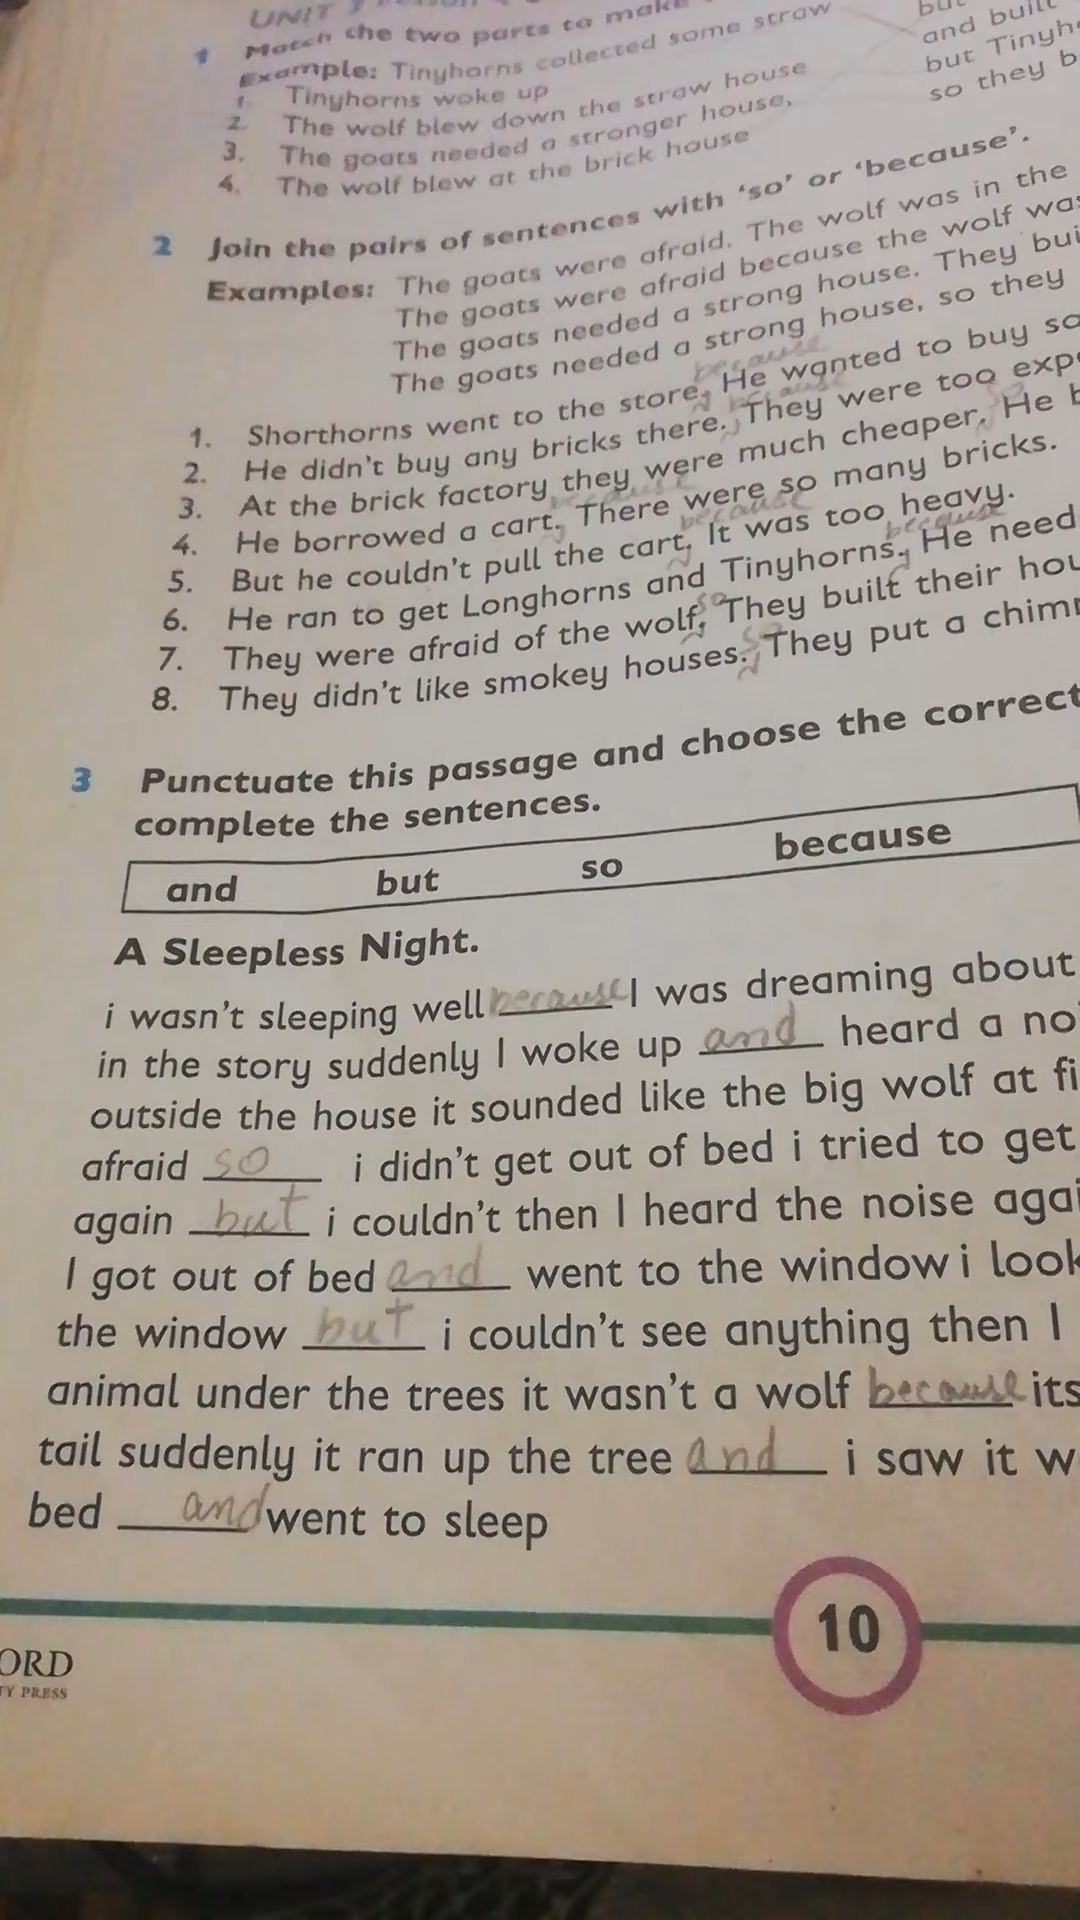 UNIT
1 Match the two parts to make
Example: Tinyhorns collected some straw
and built
1. Tinyhorns woke up
but Tinyh
2. The wolf blew down the straw house
so they b
3. The goats needed a stronger house,
4. The wolf blew at the brick house
2 Join the pairs of sentences with ‘so’ or ‘because’.
Examples: The goats were afraid. The wolf was in the
The goats were afraid because the wolf was
The goats needed a strong house. They bui
The goats needed a strong house, so they
because
1. Shorthorns went to the store, He wanted to buy so
because
2. He didn't buy any bricks there. They were too exp
so
3. At the brick factory they were much cheaper. He b
because
4. He borrowed a cart. There were so many bricks.
because
5. But he couldn't pull the cart, It was too heavy.
because
6. He ran to get Longhorns and Tinyhorns. He need
so
7. They were afraid of the wolf, They built their hou
so
8. They didn't like smokey houses. They put a chim
3 Punctuate this passage and choose the correct
complete the sentences.
and but so because
A Sleepless Night.
i wasn't sleeping well because I was dreaming about
in the story suddenly I woke up and heard a no
outside the house it sounded like the big wolf at fi
afraid so i didn't get out of bed i tried to get
again but i couldn't then I heard the noise agai
I got out of bed and went to the window i look
the window but i couldn't see anything then I
animal under the trees it wasn't a wolf because its
tail suddenly it ran up the tree and i saw it w
bed and went to sleep
10
ORD
TY PRESS